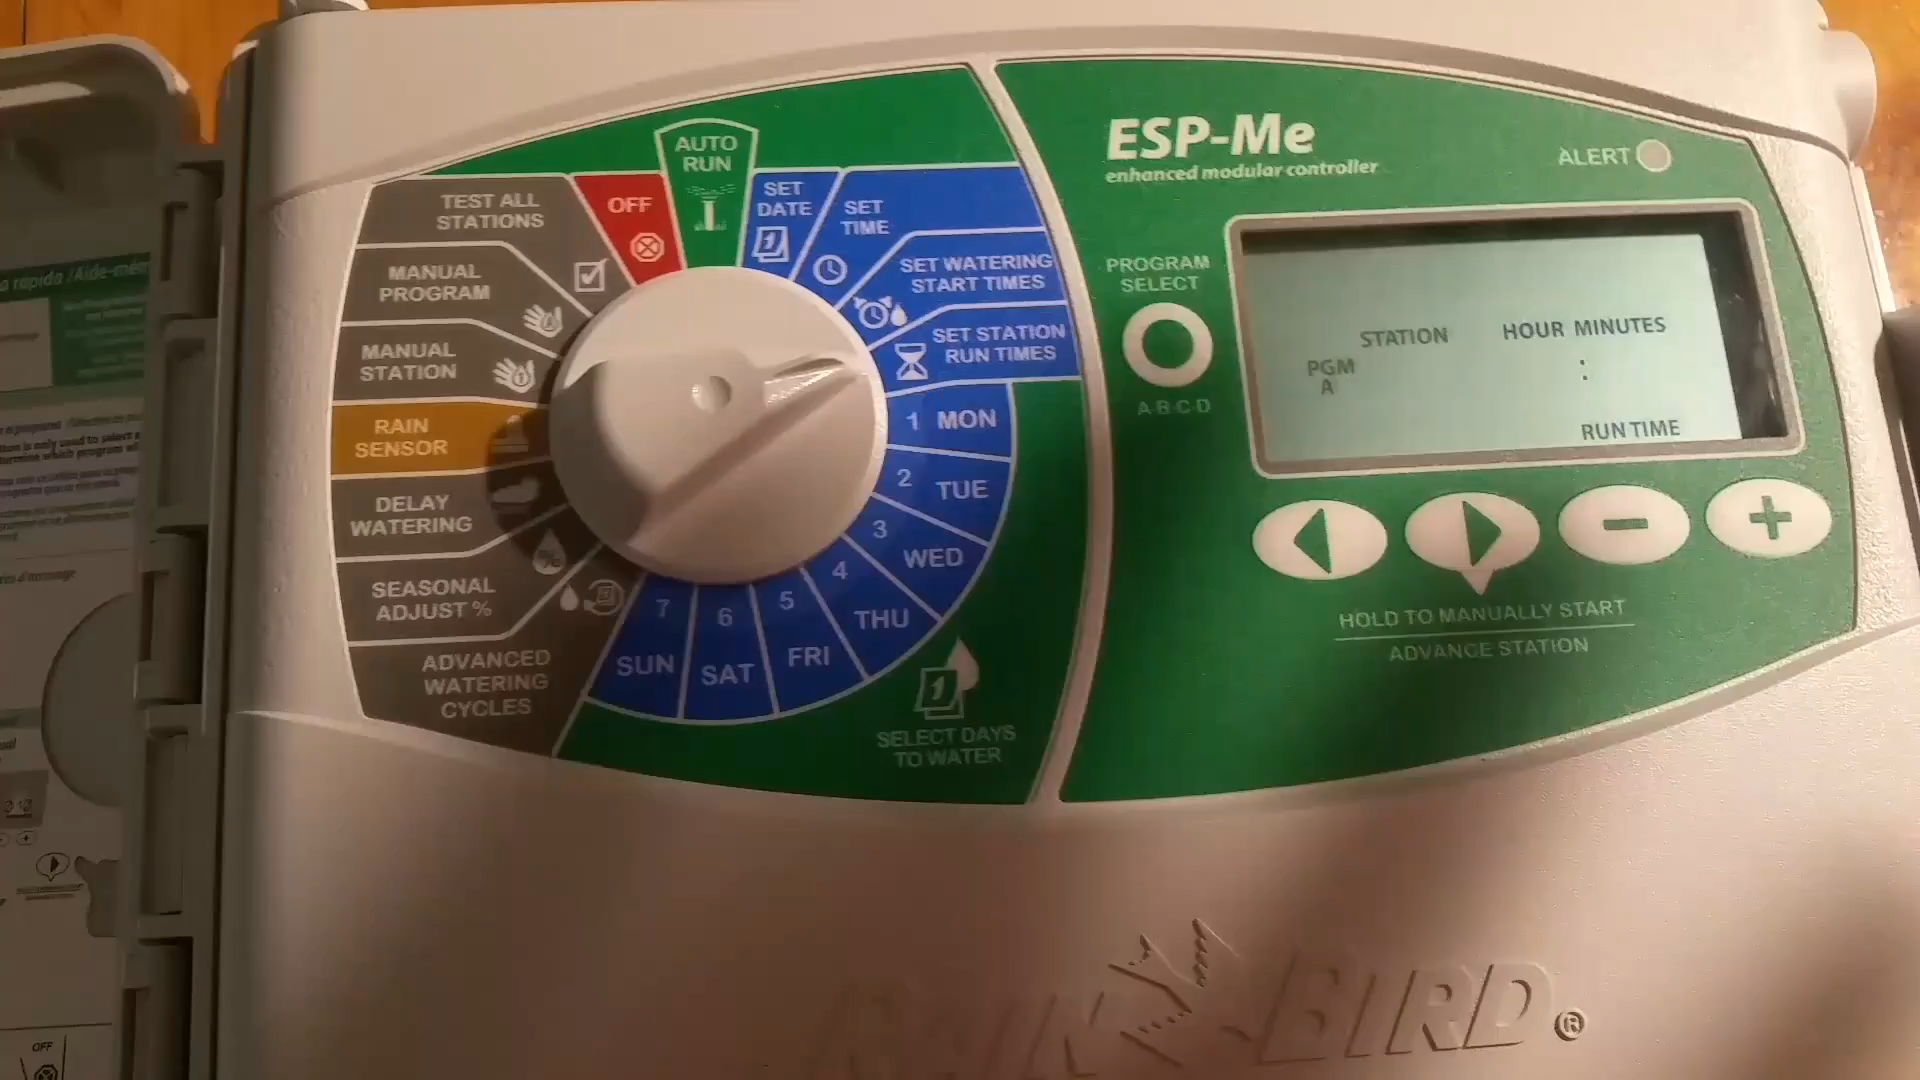 AUTO
RUN
OFF
SET
DATE
SET
TIME
SET WATERING
START TIMES
SET STATION
RUN TIMES
1 MON
2 TUE
3 WED
4 THU
5 FRI
6 SAT
7 SUN
SELECT DAYS
TO WATER
TEST ALL
STATIONS
MANUAL
PROGRAM
MANUAL
STATION
RAIN
SENSOR
DELAY
WATERING
SEASONAL
ADJUST %
ADVANCED
WATERING
CYCLES
ESP-Me
enhanced modular controller
ALERT
PROGRAM
SELECT
A·B·C·D
STATION HOUR MINUTES
PGM
A
:
RUN TIME
HOLD TO MANUALLY START
ADVANCE STATION
RAIN BIRD®
OFF